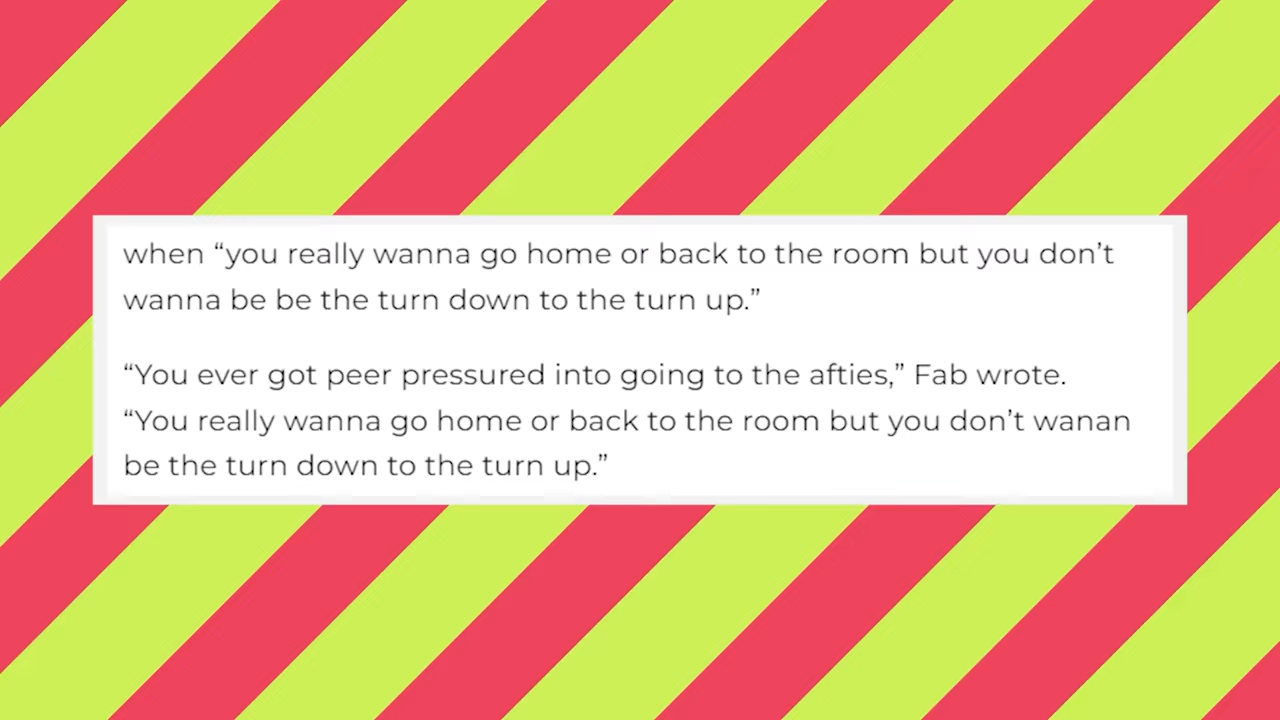 when “you really wanna go home or back to the room but you don’t
wanna be be the turn down to the turn up.”
“You ever got peer pressured into going to the afties,” Fab wrote.
“You really wanna go home or back to the room but you don’t wanan
be the turn down to the turn up.”